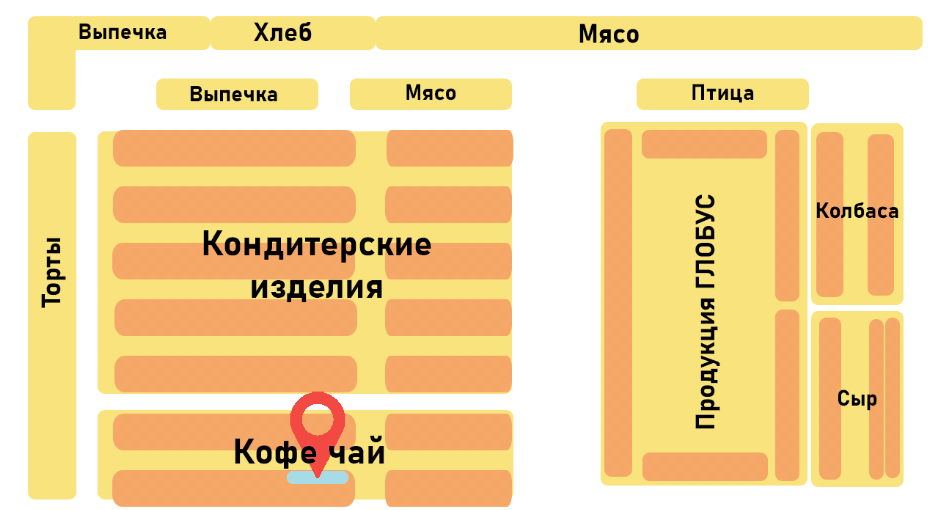 Выпечка
Хлеб
Мясо
Выпечка
Мясо
Птица
Торты
Кондитерские
изделия
Продукция ГЛОБУС
Колбаса
Сыр
Кофе чай